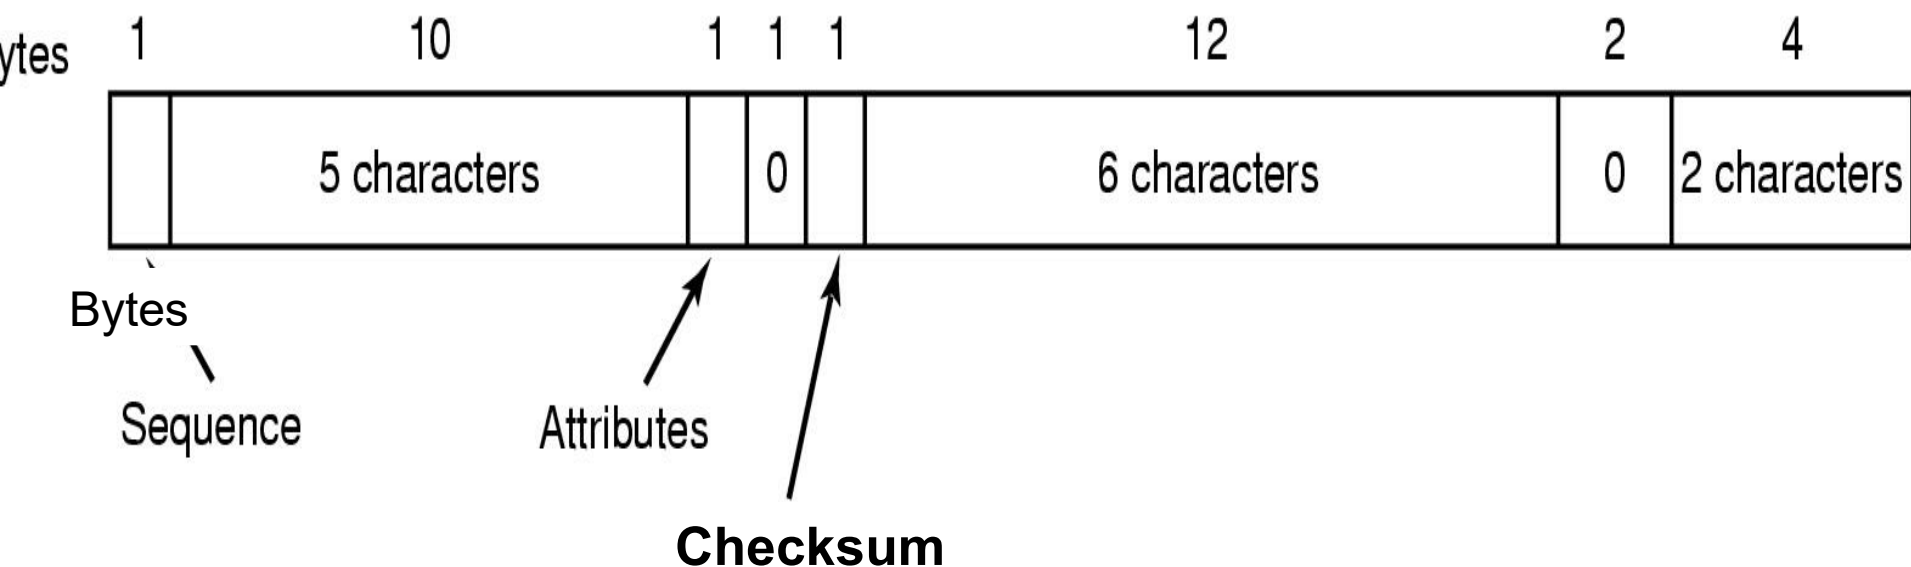 ytes 1 10 1 1 1 12 2 4
5 characters 0 6 characters 0 2 characters
Bytes
Sequence Attributes
Checksum